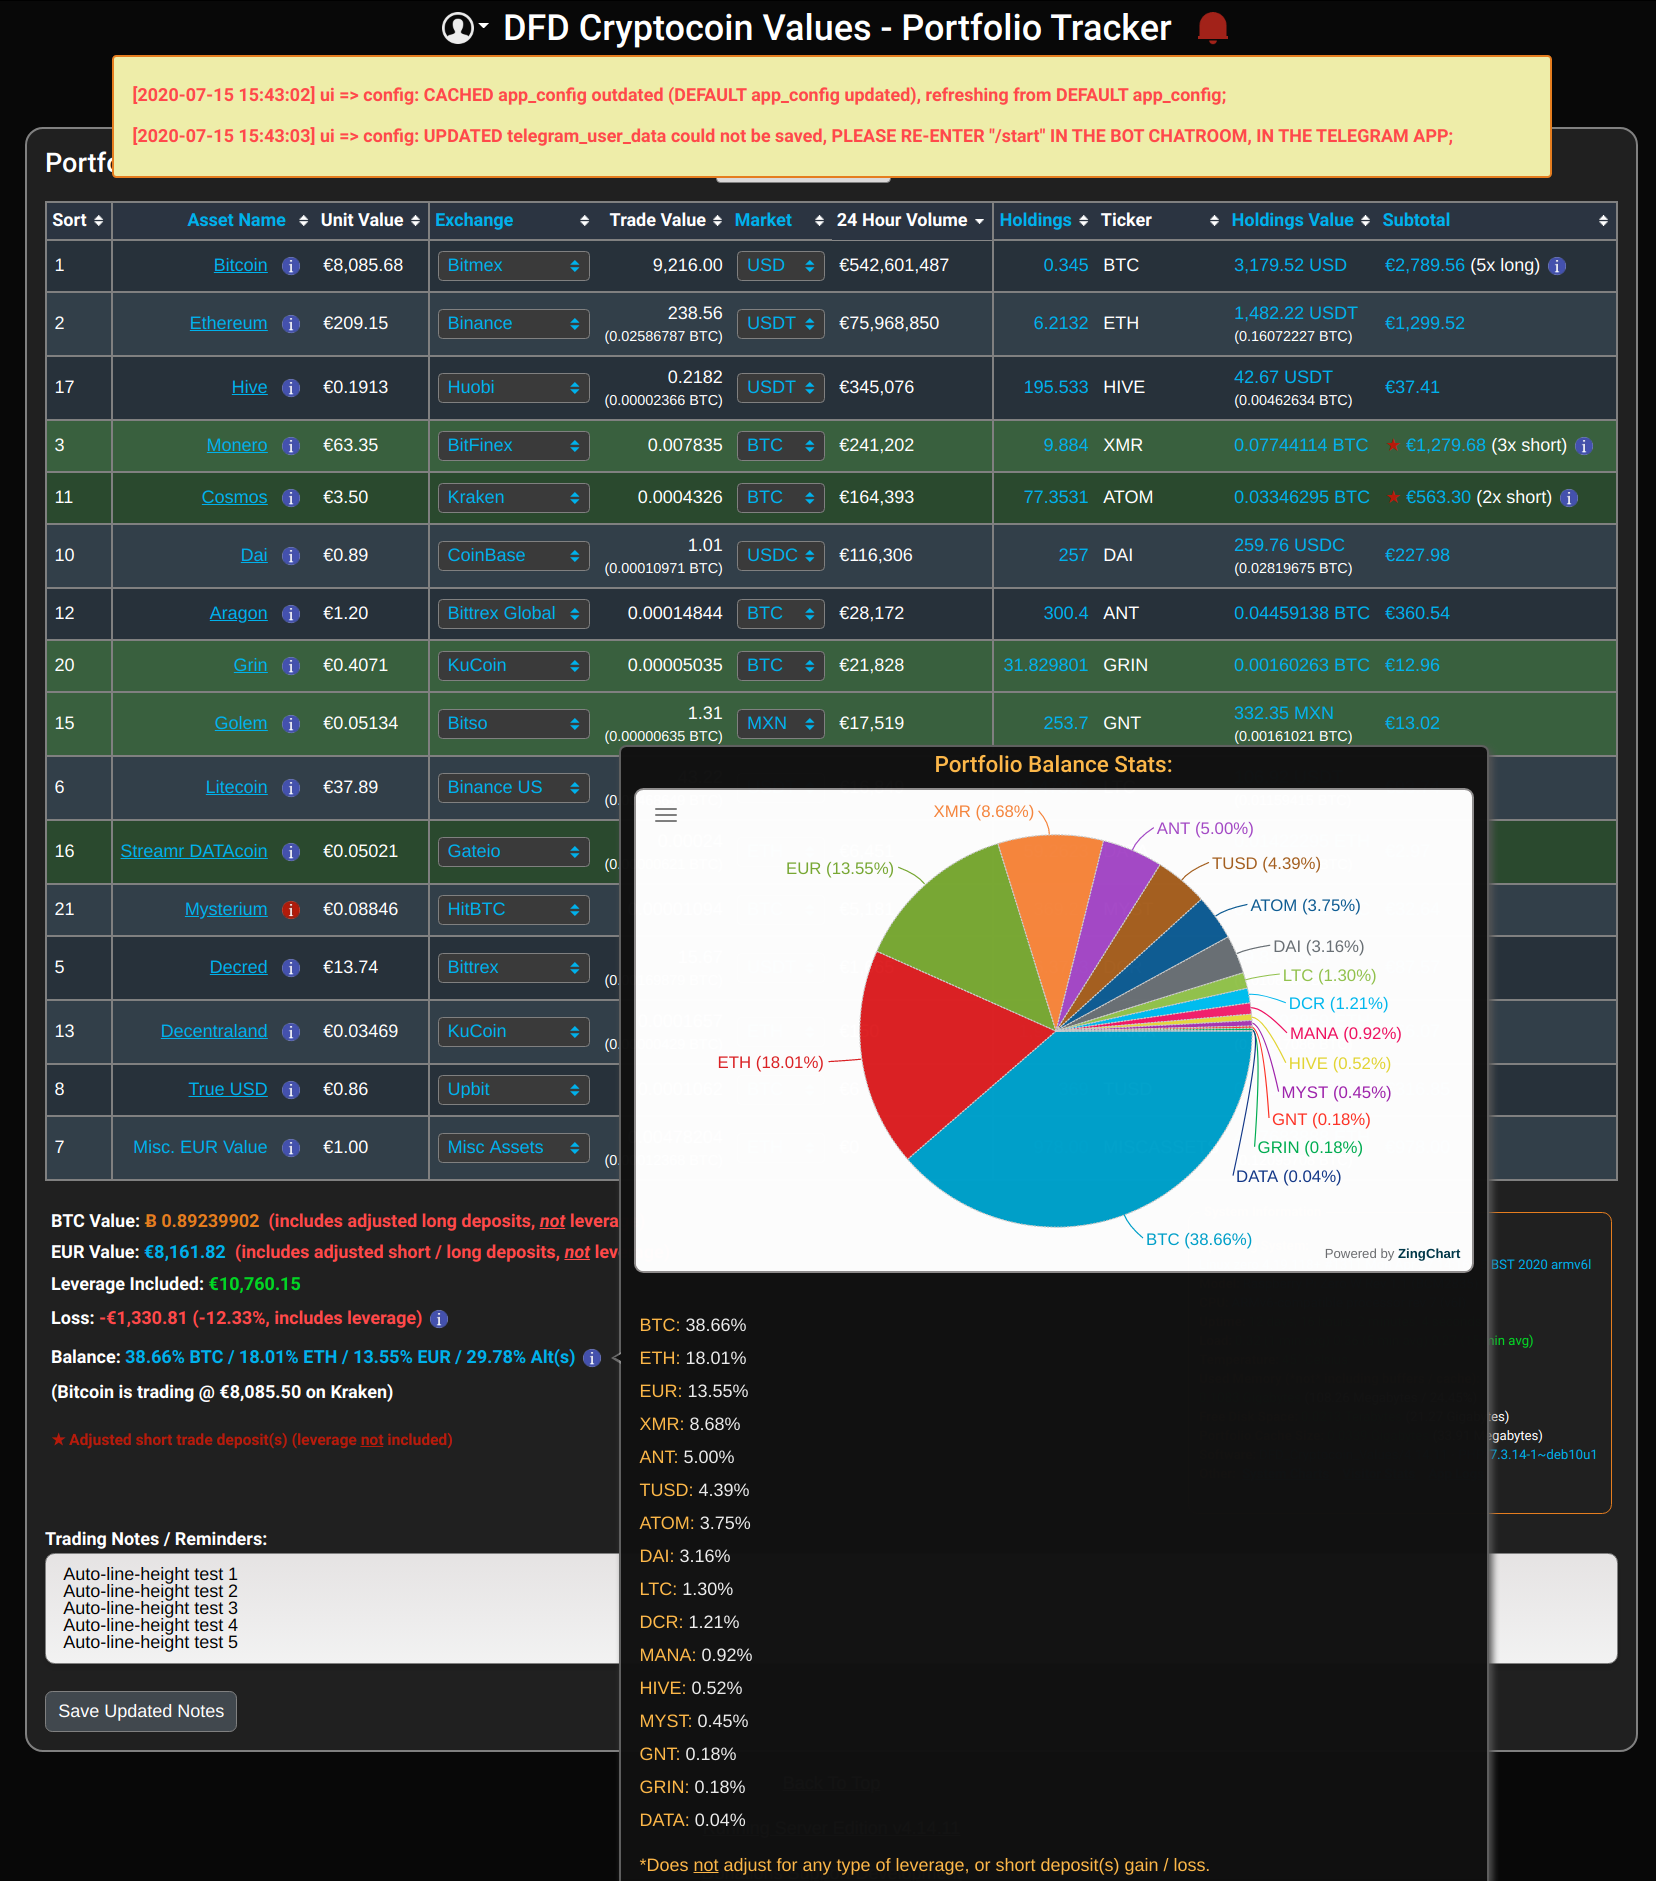 DFD Cryptocoin Values - Portfolio Tracker
[2020-07-15 15:43:02] ui => config: CACHED app_config outdated (DEFAULT app_config updated), refreshing from DEFAULT app_config;
[2020-07-15 15:43:03] ui => config: UPDATED telegram_user_data could not be saved, PLEASE RE-ENTER "/start" IN THE BOT CHATROOM, IN THE TELEGRAM APP;
Sort Asset Name Unit Value Exchange Trade Value Market 24 Hour Volume Holdings Ticker Holdings Value Subtotal
1 Bitcoin i €8,085.68 Bitmex 9,216.00 USD €542,601,487 0.345 BTC 3,179.52 USD €2,789.56 (5x long) i
2 Ethereum i €209.15 Binance 238.56 USDT €75,968,850 6.2132 ETH 1,482.22 USDT €1,299.52
(0.02586787 BTC) (0.16072227 BTC)
17 Hive i €0.1913 Huobi 0.2182 USDT €345,076 195.533 HIVE 42.67 USDT €37.41
(0.00002366 BTC) (0.00462634 BTC)
3 Monero i €63.35 BitFinex 0.007835 BTC €241,202 9.884 XMR 0.07744114 BTC ★ €1,279.68 (3x short) i
11 Cosmos i €3.50 Kraken 0.0004326 BTC €164,393 77.3531 ATOM 0.03346295 BTC ★ €563.30 (2x short) i
10 Dai i €0.89 CoinBase 1.01 USDC €116,306 257 DAI 259.76 USDC €227.98
(0.00010971 BTC) (0.02819675 BTC)
12 Aragon i €1.20 Bittrex Global 0.00014844 BTC €28,172 300.4 ANT 0.04459138 BTC €360.54
20 Grin i €0.4071 KuCoin 0.00005035 BTC €21,828 31.829801 GRIN 0.00160263 BTC €12.96
15 Golem i €0.05134 Bitso 1.31 MXN €17,519 253.7 GNT 332.35 MXN €13.02
(0.00000635 BTC) (0.00161021 BTC)
6 Litecoin i €37.89 Binance US
(0.
16 Streamr DATAcoin i €0.05021 Gateio
(0.
21 Mysterium i €0.08846 HitBTC
5 Decred i €13.74 Bittrex
(0.
13 Decentraland i €0.03469 KuCoin
(0.
8 True USD i €0.86 Upbit
7 Misc. EUR Value i €1.00 Misc Assets
(0.
BTC Value: Ƀ 0.89239902 (includes adjusted long deposits, not levera
EUR Value: €8,161.82 (includes adjusted short / long deposits, not lev
Leverage Included: €10,760.15
Loss: -€1,330.81 (-12.33%, includes leverage) i
Balance: 38.66% BTC / 18.01% ETH / 13.55% EUR / 29.78% Alt(s) i
(Bitcoin is trading @ €8,085.50 on Kraken)
★ Adjusted short trade deposit(s) (leverage not included)
Trading Notes / Reminders:
Auto-line-height test 1
Auto-line-height test 2
Auto-line-height test 3
Auto-line-height test 4
Auto-line-height test 5
Save Updated Notes
Portfolio Balance Stats:
XMR (8.68%)
ANT (5.00%)
TUSD (4.39%)
EUR (13.55%)
ATOM (3.75%)
DAI (3.16%)
LTC (1.30%)
DCR (1.21%)
MANA (0.92%)
ETH (18.01%)
HIVE (0.52%)
MYST (0.45%)
GNT (0.18%)
GRIN (0.18%)
DATA (0.04%)
BTC (38.66%)
Powered by ZingChart
BTC: 38.66%
ETH: 18.01%
EUR: 13.55%
XMR: 8.68%
ANT: 5.00%
TUSD: 4.39%
ATOM: 3.75%
DAI: 3.16%
LTC: 1.30%
DCR: 1.21%
MANA: 0.92%
HIVE: 0.52%
MYST: 0.45%
GNT: 0.18%
GRIN: 0.18%
DATA: 0.04%
*Does not adjust for any type of leverage, or short deposit(s) gain / loss.
BST 2020 armv6l
avg)
7.3.14-1~deb10u1